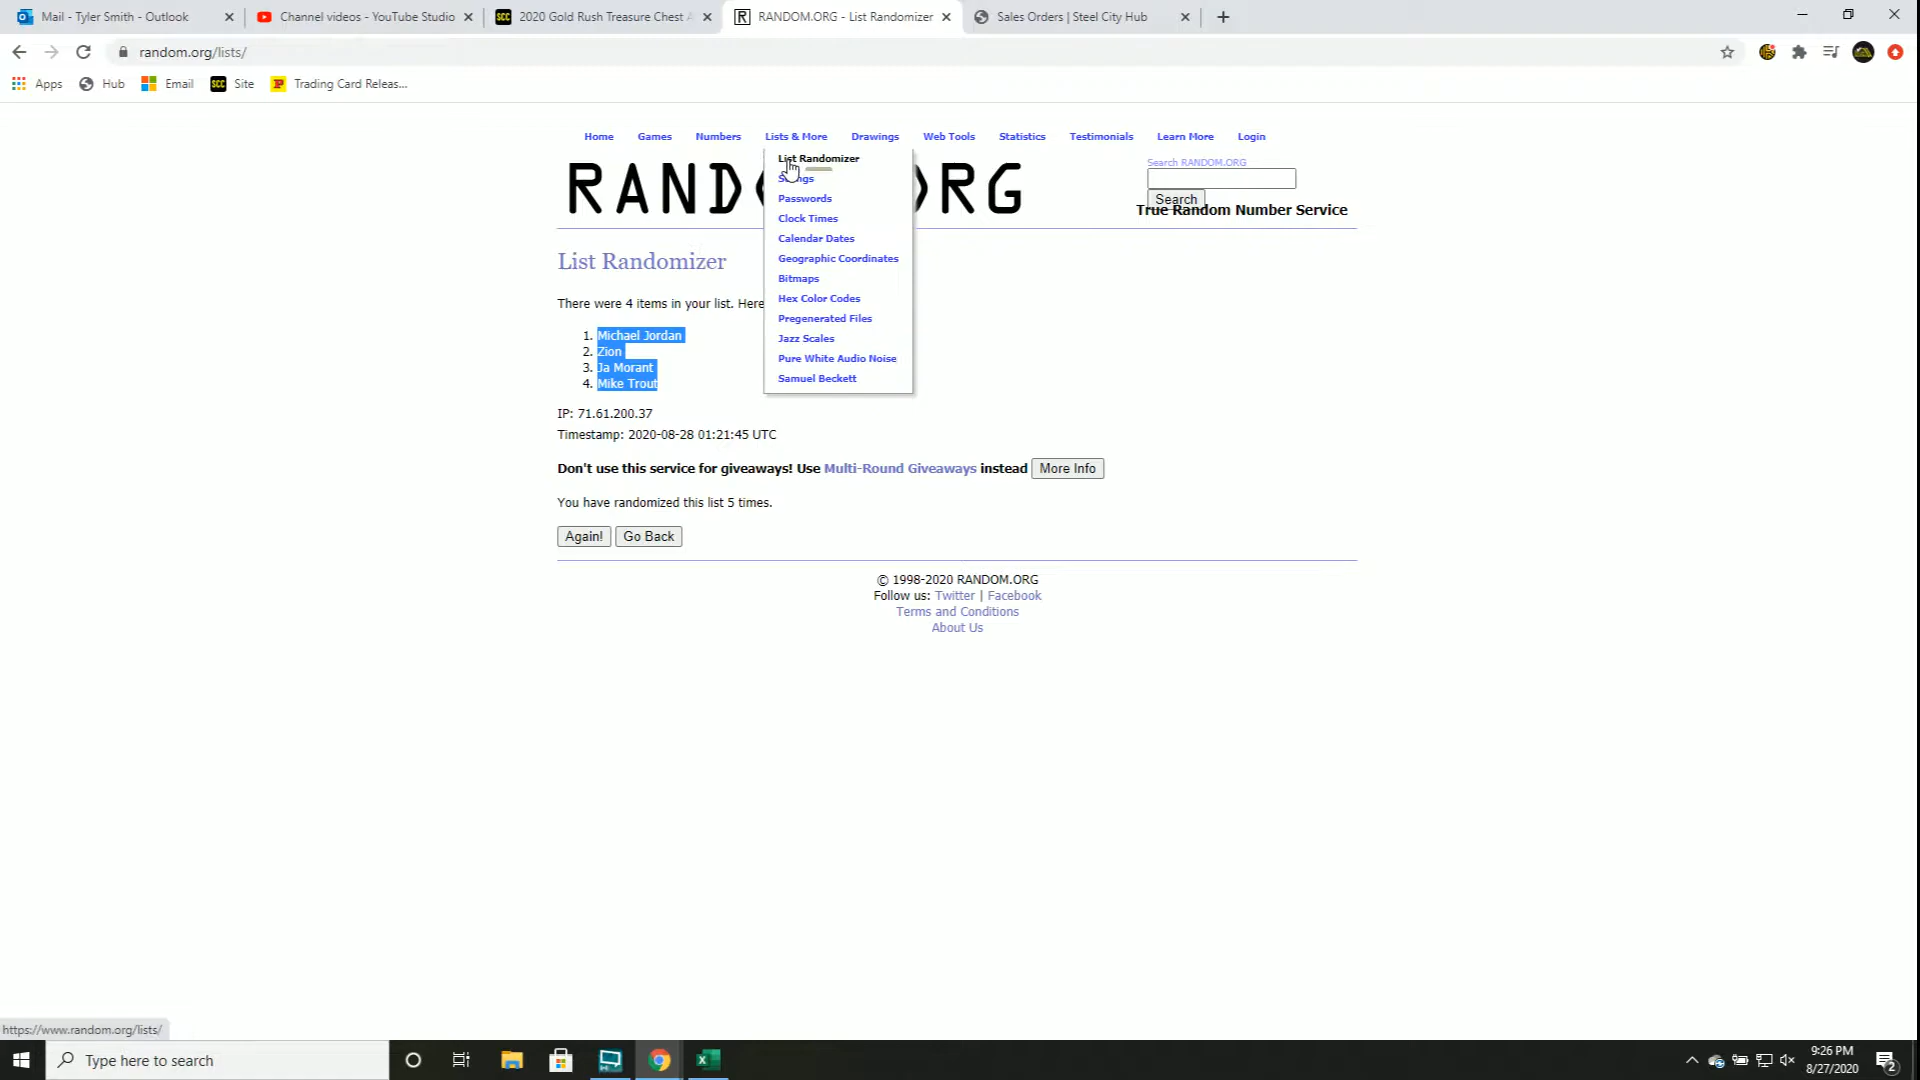 Mail - Tyler Smith - Outlook
Channel videos - YouTube Studio
SCC 2020 Gold Rush Treasure Chest
R RANDOM.ORG - List Randomizer
Sales Orders | Steel City Hub
random.org/lists/
Apps
Hub
Email
SCC Site
Trading Card Releas...
Home
Games
Numbers
Lists & More
Drawings
Web Tools
Statistics
Testimonials
Learn More
Login
List Randomizer
Passwords
Clock Times
Calendar Dates
Geographic Coordinates
Bitmaps
Hex Color Codes
Pregenerated Files
Jazz Scales
Pure White Audio Noise
Samuel Beckett
Search RANDOM.ORG
Search
True Random Number Service
List Randomizer
There were 4 items in your list. Here
1. Michael Jordan
2. Zion
3. Ja Morant
4. Mike Trout
IP: 71.61.200.37
Timestamp: 2020-08-28 01:21:45 UTC
Don't use this service for giveaways! Use Multi-Round Giveaways instead More Info
You have randomized this list 5 times.
Again! Go Back
© 1998-2020 RANDOM.ORG
Follow us: Twitter | Facebook
Terms and Conditions
About Us
https://www.random.org/lists/
Type here to search
9:26 PM
8/27/2020
2